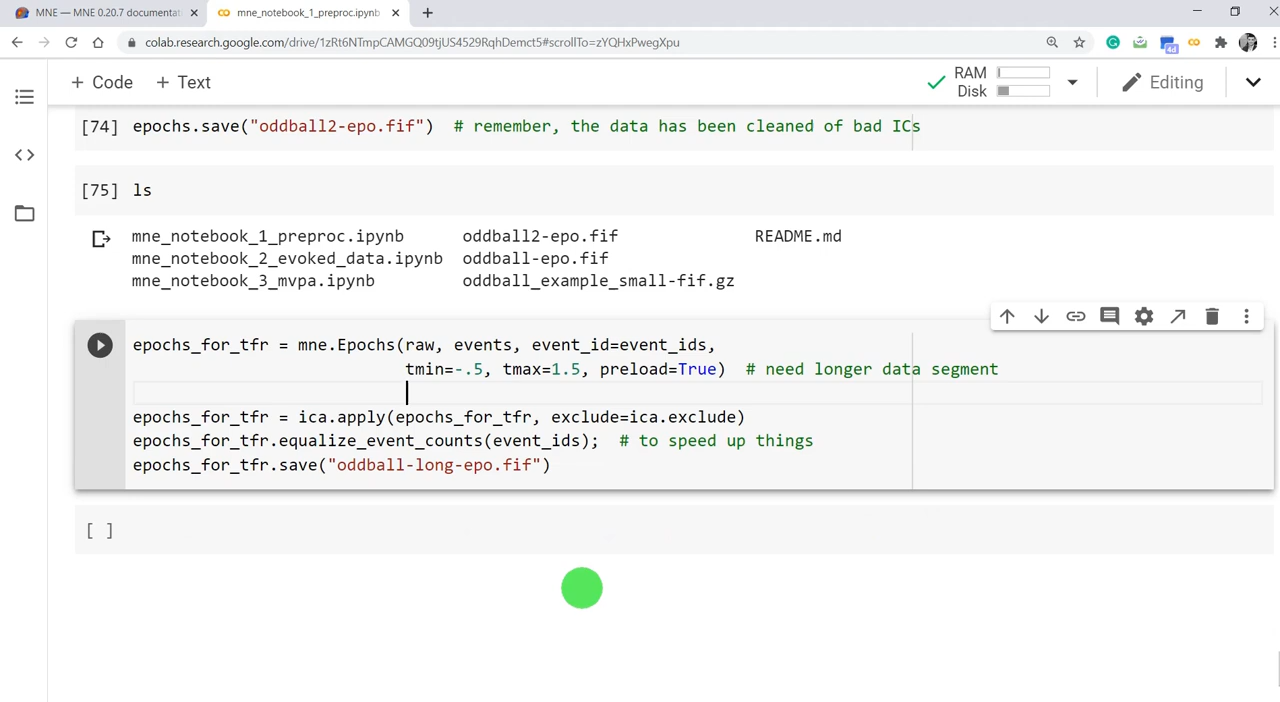 MNE — MNE 0.20.7 documentat
mne_notebook_1_preproc.ipynb
colab.research.google.com/drive/1zRt6NTmpCAMGQ09tjUS4529RqhDemct5#scrollTo=zYQHxPwegXpu
4d
+ Code + Text
RAM
Disk
Editing
[74] epochs.save("oddball2-epo.fif") # remember, the data has been cleaned of bad ICs
[75] ls
mne_notebook_1_preproc.ipynb oddball2-epo.fif README.md
mne_notebook_2_evoked_data.ipynb oddball-epo.fif
mne_notebook_3_mvpa.ipynb oddball_example_small-fif.gz
epochs_for_tfr = mne.Epochs(raw, events, event_id=event_ids,
tmin=-.5, tmax=1.5, preload=True) # need longer data segment
epochs_for_tfr = ica.apply(epochs_for_tfr, exclude=ica.exclude)
epochs_for_tfr.equalize_event_counts(event_ids); # to speed up things
epochs_for_tfr.save("oddball-long-epo.fif")
[ ]